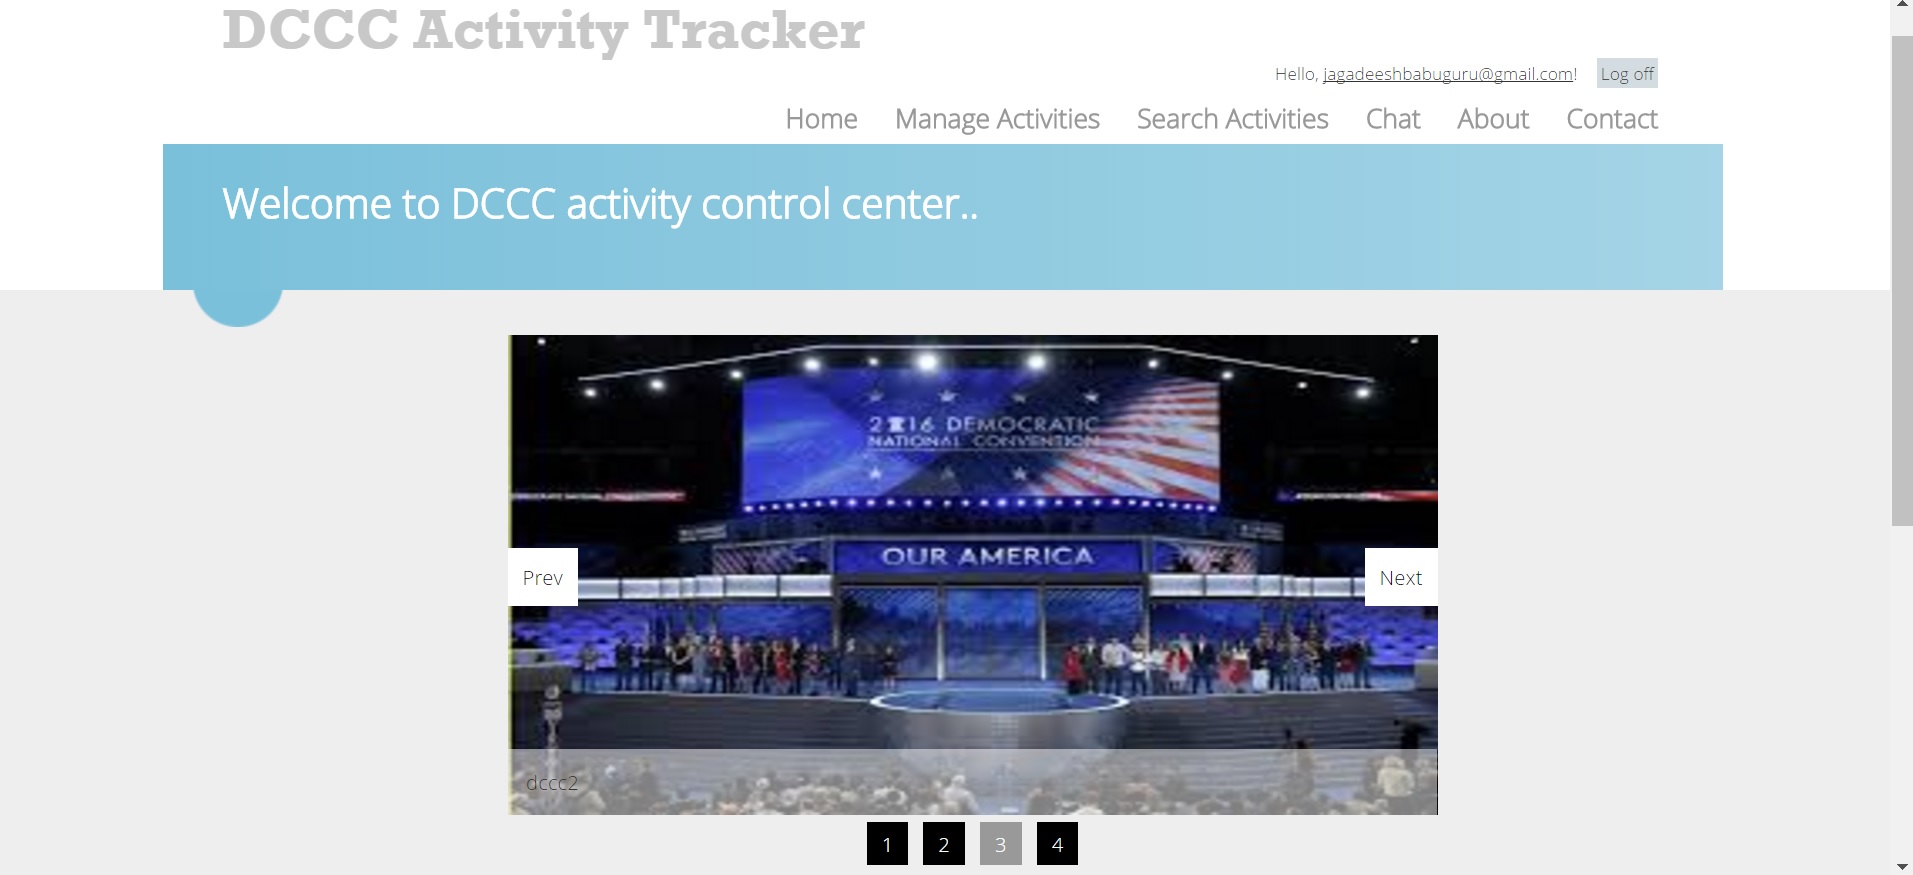 DCCC Activity Tracker
Hello, jagadeeshbabuguru@gmail.com! Log off
Home Manage Activities Search Activities Chat About Contact
Welcome to DCCC activity control center..
2016 DEMOCRATIC
NATIONAL CONVENTION
OUR AMERICA
Prev
Next
dccc2
1 2 3 4